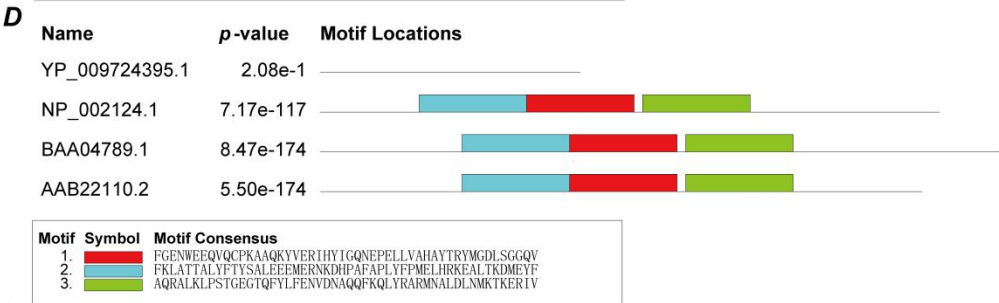 D
Name p-value Motif Locations
YP_009724395.1 2.08e-1
NP_002124.1 7.17e-117
BAA04789.1 8.47e-174
AAB22110.2 5.50e-174
Motif Symbol Motif Consensus
1. FGENWEEQVQCPKAAQKYVERIHYIGQNEPELLVAHAYTRYMGDLSGGQV
2. FKLATTALYFTYSALEEEMERNKDHPAFAPLYFPMELHRKEALTKDMEYF
3. AQRALKLPSTGEGTQFYLFENVDNAQQFKQLYRARMNALDLNMKTKERIV